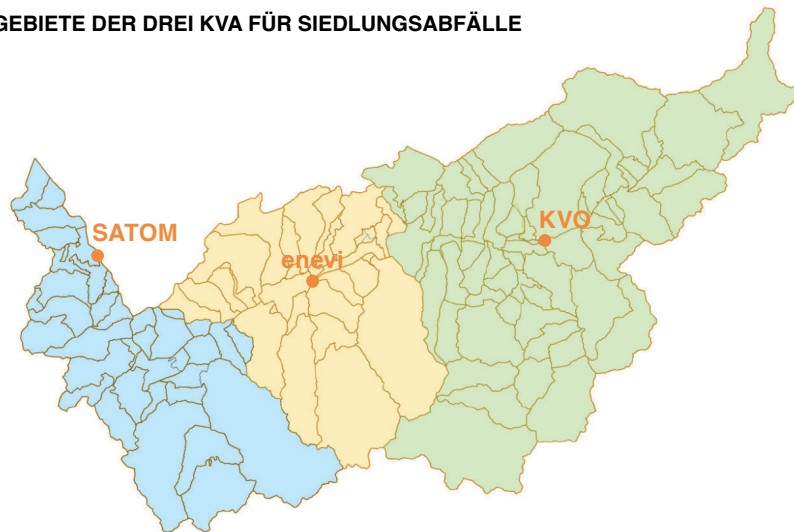 GEBIETE DER DREI KVA FÜR SIEDLUNGSABFÄLLE
KVO
SATOM
enevi